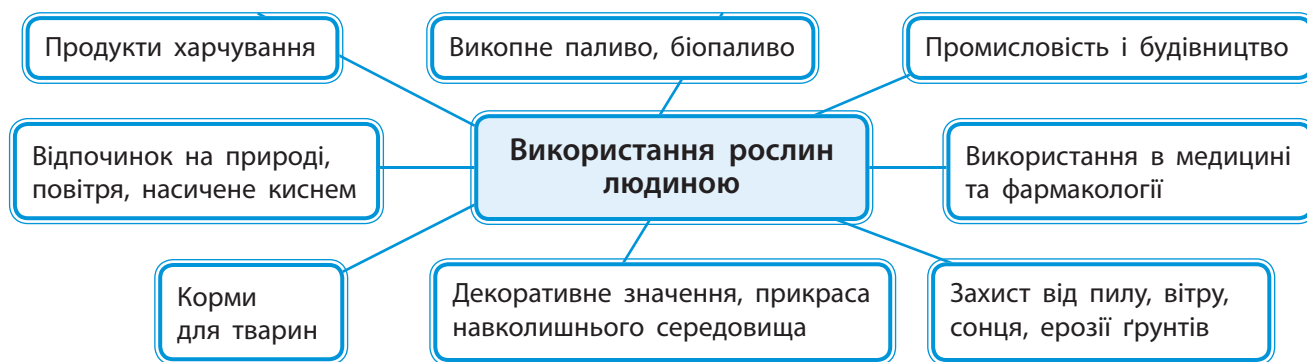 Продукти харчування
Викопне паливо, біопаливо
Промисловість і будівництво
Відпочинок на природі,
повітря, насичене киснем
Використання рослин
людиною
Використання в медицині
та фармакології
Корми
для тварин
Декоративне значення, прикраса
навколишнього середовища
Захист від пилу, вітру,
сонця, ерозії ґрунтів